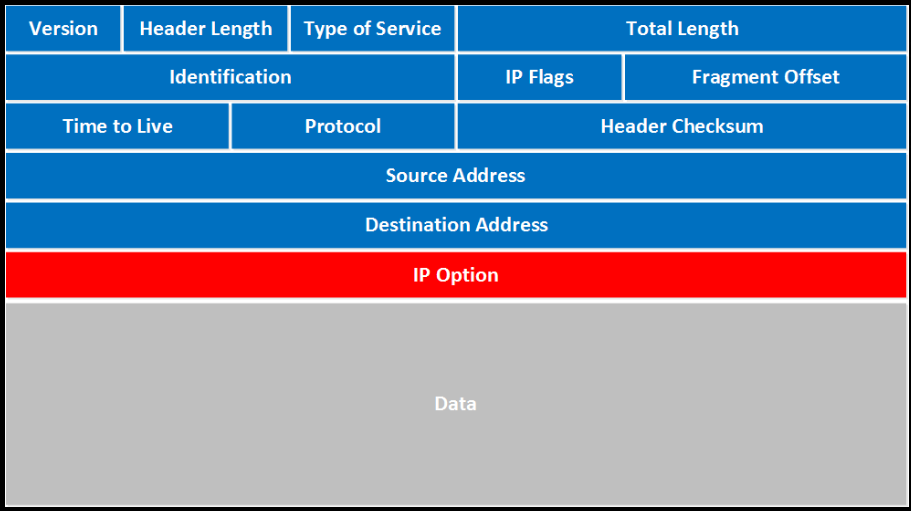 Version Header Length Type of Service Total Length
Identification IP Flags Fragment Offset
Time to Live Protocol Header Checksum
Source Address
Destination Address
IP Option
Data